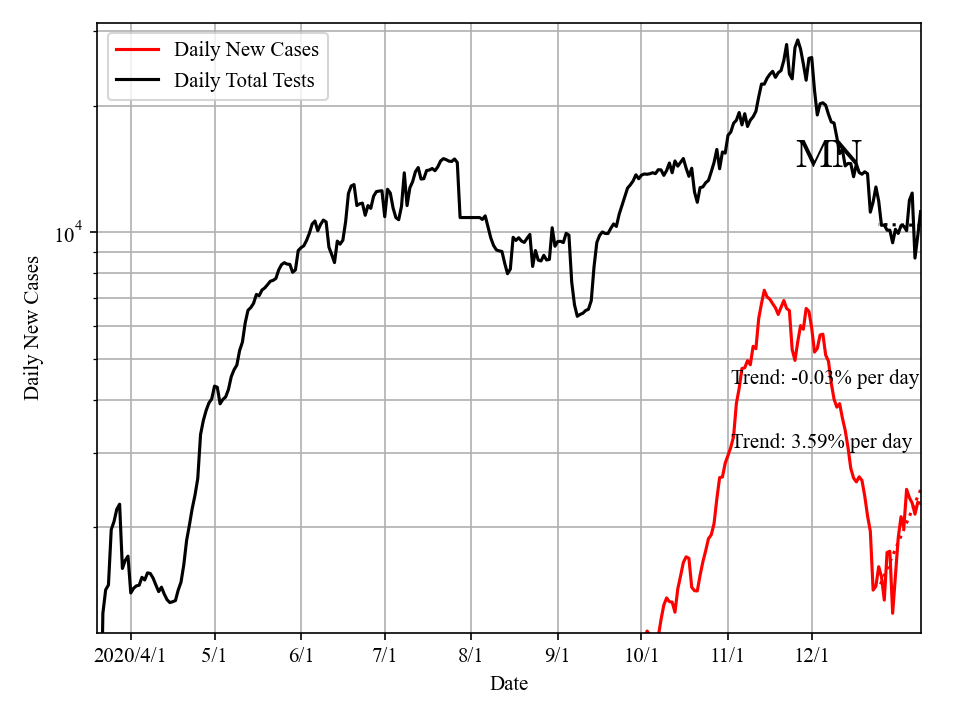 Daily New Cases
Daily Total Tests
MN
10^4
Daily New Cases
Trend: -0.03% per day
Trend: 3.59% per day
2020/4/1 5/1 6/1 7/1 8/1 9/1 10/1 11/1 12/1
Date